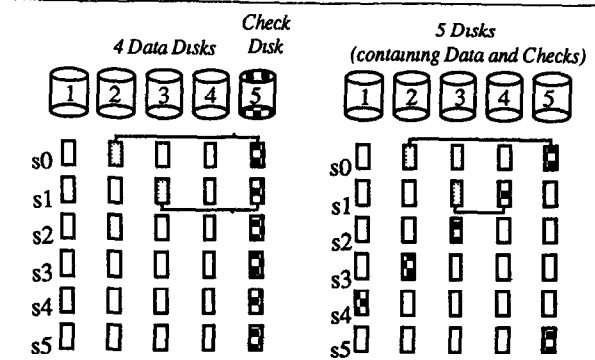 Check
4 Data Disks Disk
1 2 3 4 5
s0
s1
s2
s3
s4
s5
5 Disks
(containing Data and Checks)
1 2 3 4 5
s0
s1
s2
s3
s4
s5